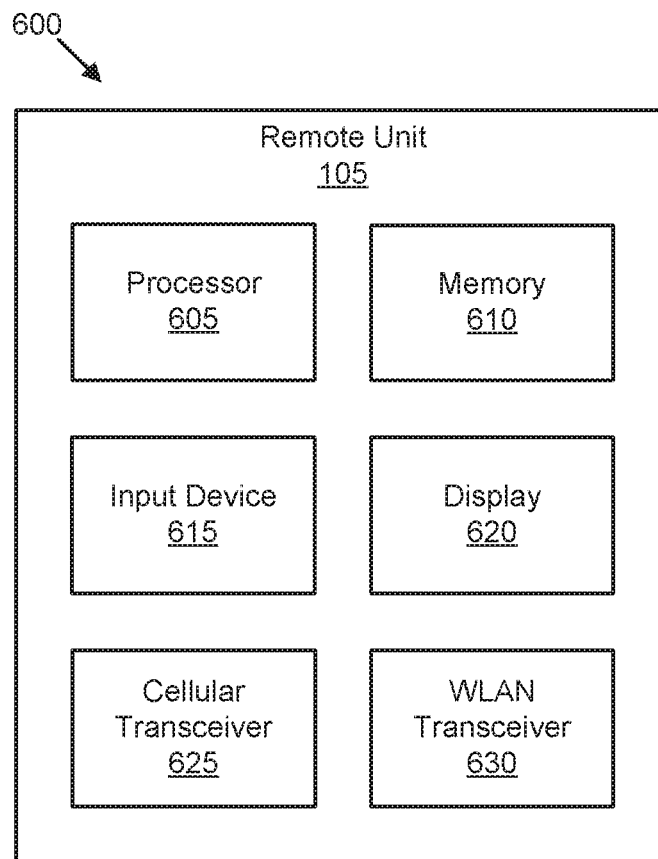 600
Remote Unit
105
Processor
605
Memory
610
Input Device
615
Display
620
Cellular
Transceiver
625
WLAN
Transceiver
630